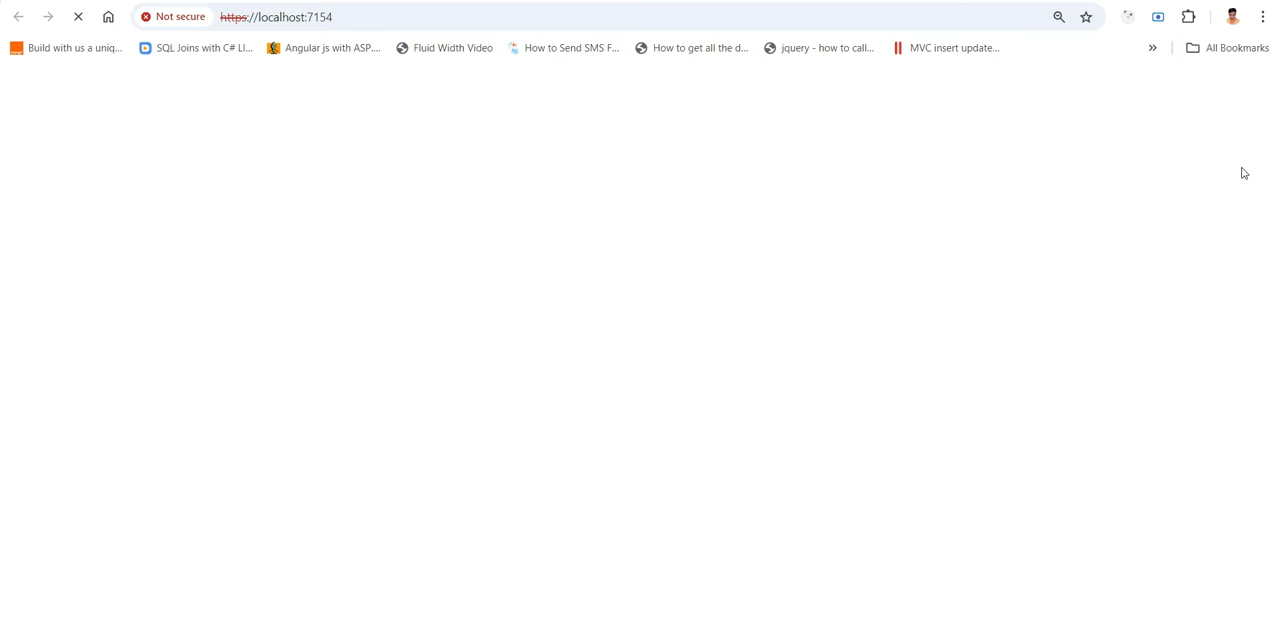 Not secure https://localhost:7154
Build with us a uniq... SQL Joins with C# LI... Angular js with ASP.... Fluid Width Video How to Send SMS F... How to get all the d... jquery - how to call... MVC insert update... » All Bookmarks